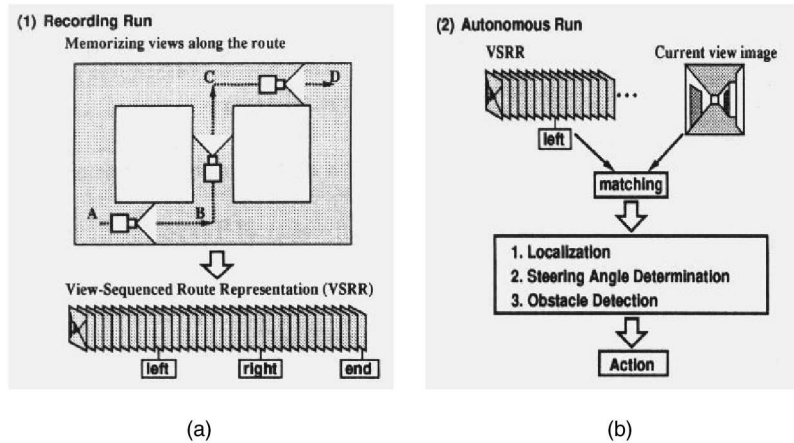 (1) Recording Run
Memorizing views along the route
C
D
A
B
View-Sequenced Route Representation (VSRR)
left
right
end
(a)
(2) Autonomous Run
VSRR
Current view image
left
matching
1. Localization
2. Steering Angle Determination
3. Obstacle Detection
Action
(b)